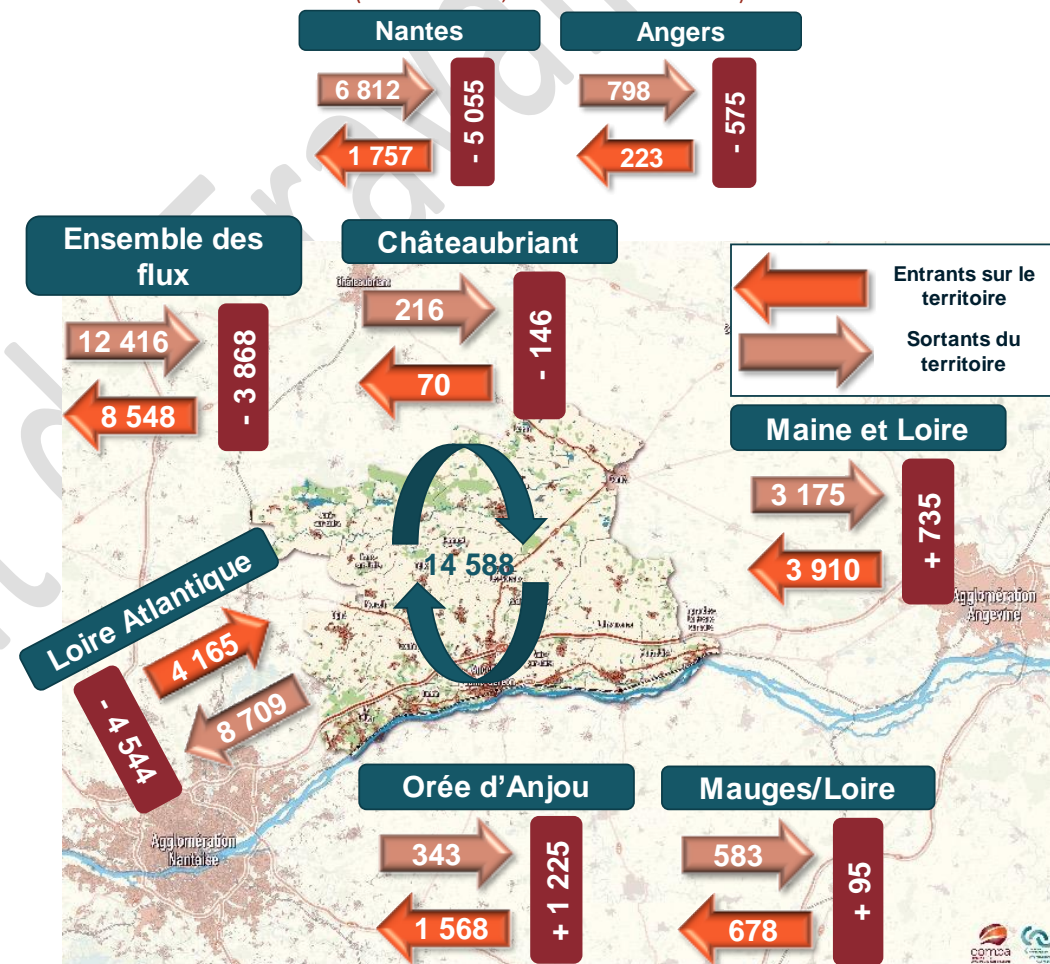 Nantes
6 812
1 757
- 5 055
Angers
798
223
- 575
Ensemble des
flux
12 416
8 548
- 3 868
Châteaubriant
Châteaubriant
216
70
- 146
Entrants sur le
territoire
Sortants du
territoire
Maine et Loire
3 175
3 910
+ 735
14 588
Loire Atlantique
4 165
8 709
- 4 544
Agglomération
Angevine
Agglomération
Nantaise
Orée d'Anjou
343
1 568
+ 1 225
Mauges/Loire
583
678
+ 95
compa